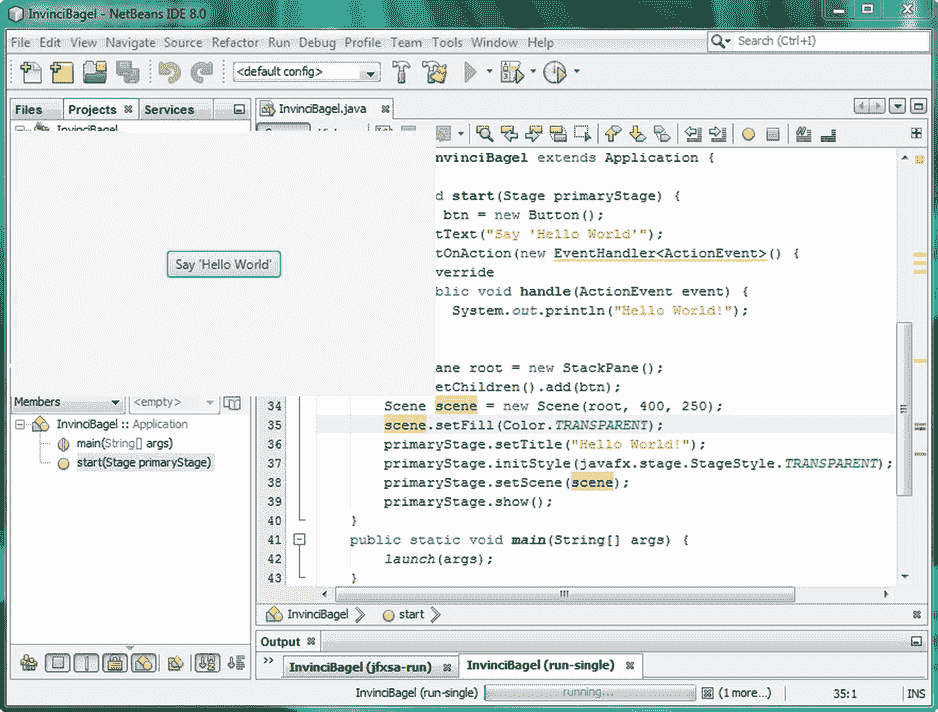 InvinciBagel - NetBeans IDE 8.0
File Edit View Navigate Source Refactor Run Debug Profile Team Tools Window Help
Search (Ctrl+I)
<default config>
Files Projects Services
InvinciBagel.java
InvinciBagel
nvinciBagel extends Application {
d start(Stage primaryStage) {
btn = new Button();
tText("Say 'Hello World'");
tOnAction(new EventHandler<ActionEvent>() {
verride
blic void handle(ActionEvent event) {
System.out.println("Hello World!");
Say 'Hello World'
ane root = new StackPane();
etChildren().add(btn);
34 Scene scene = new Scene(root, 400, 250);
35 scene.setFill(Color.TRANSPARENT);
36 primaryStage.setTitle("Hello World!");
37 primaryStage.initStyle(javafx.stage.StageStyle.TRANSPARENT);
38 primaryStage.setScene(scene);
39 primaryStage.show();
40 }
41 public static void main(String[] args) {
42 launch(args);
43 }
Members <empty>
InvinciBagel :: Application
main(String[] args)
start(Stage primaryStage)
InvinciBagel start
Output
InvinciBagel (jfxsa-run) InvinciBagel (run-single)
InvinciBagel (run-single) running... (1 more...) 35:1 INS